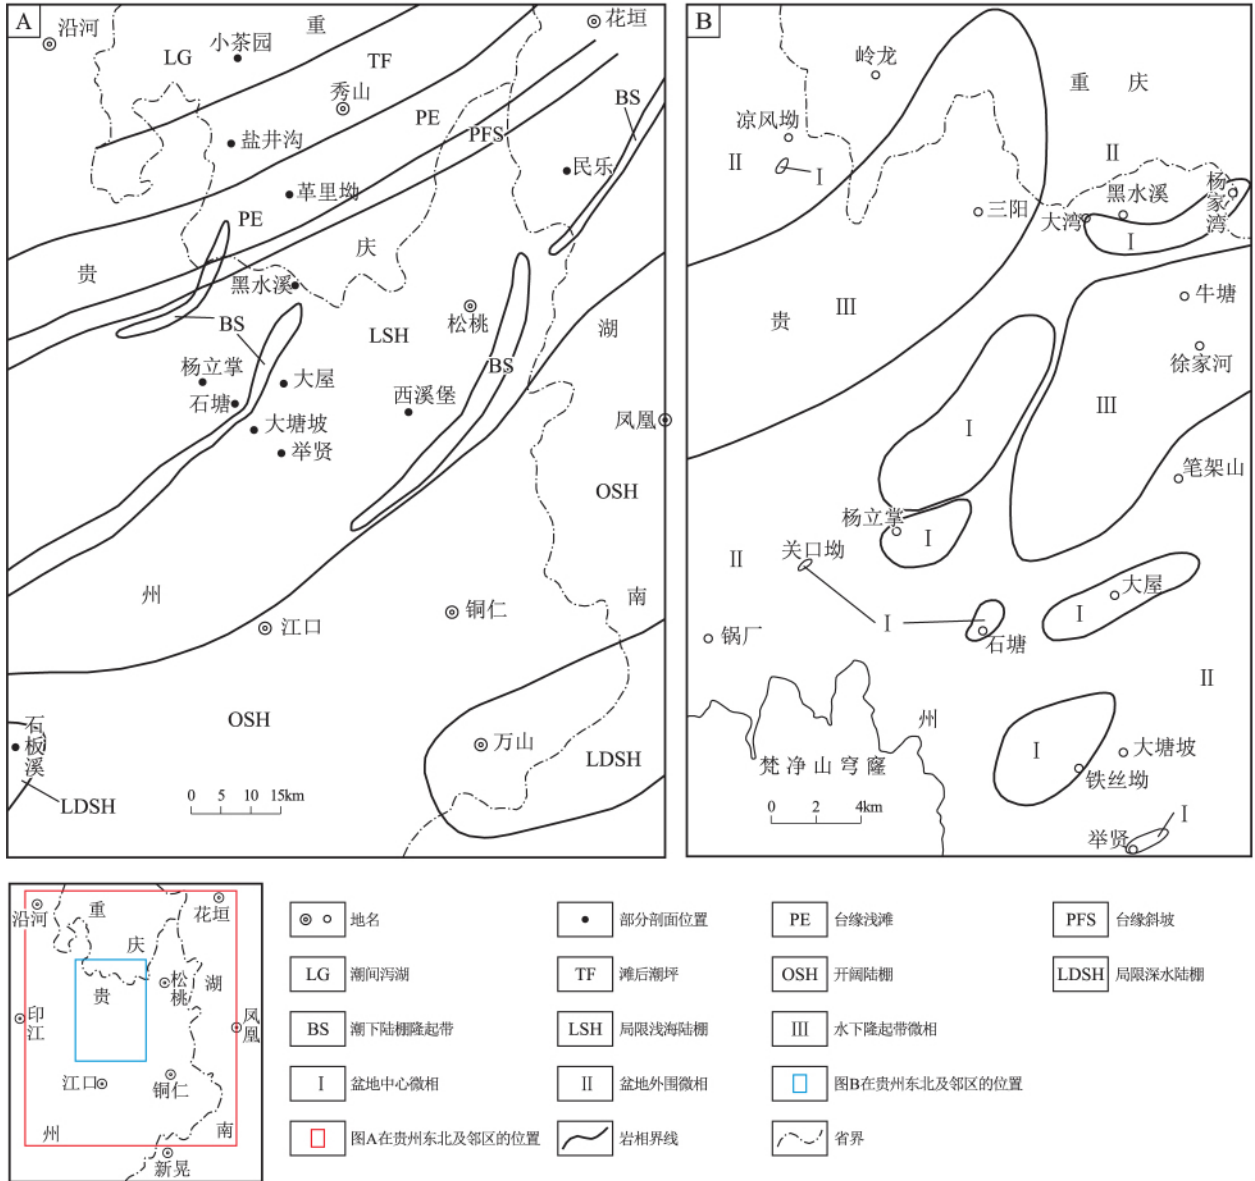 A
沿河
小茶园
重
花垣
LG
TF
秀山
BS
PE
PFS
盐井沟
民乐
革里坳
PE
庆
贵
黑水溪
BS
松桃
湖
LSH
杨立掌
大屋
BS
石塘
西溪堡
凤凰
大塘坡
举贤
OSH
州
铜仁
南
江口
OSH
石板溪
万山
LDSH
LDSH
0 5 10 15km
B
岭龙
重
庆
凉风坳
II
I
II
杨家湾
黑水溪
三阳
大湾
I
牛塘
III
贵
徐家河
III
I
笔架山
杨立掌
I
II
关口坳
大屋
I
I
锅厂
石塘
II
州
I
大塘坡
梵净山穹窿
铁丝坳
0 2 4km
I
举贤
沿河
重
花垣
庆
松桃
湖
贵
印江
凤凰
江口
铜仁
州
南
新晃
地名
部分剖面位置
PE 台缘浅滩
PFS 台缘斜坡
LG 潮间泻湖
TF 滩后潮坪
OSH 开阔陆棚
LDSH 局限深水陆棚
BS 潮下陆棚隆起带
LSH 局限浅海陆棚
III 水下隆起带微相
I 盆地中心微相
II 盆地外围微相
图B在贵州东北及邻区的位置
图A在贵州东北及邻区的位置
岩相界线
省界